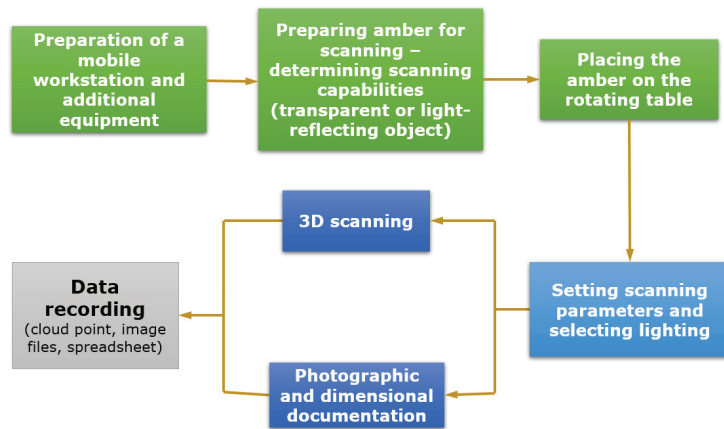 Preparation of a
mobile
workstation and
additional
equipment
Preparing amber for
scanning –
determining scanning
capabilities
(transparent or light-
reflecting object)
Placing the
amber on the
rotating table
Setting scanning
parameters and
selecting lighting
3D scanning
Photographic
and dimensional
documentation
Data
recording
(cloud point, image
files, spreadsheet)